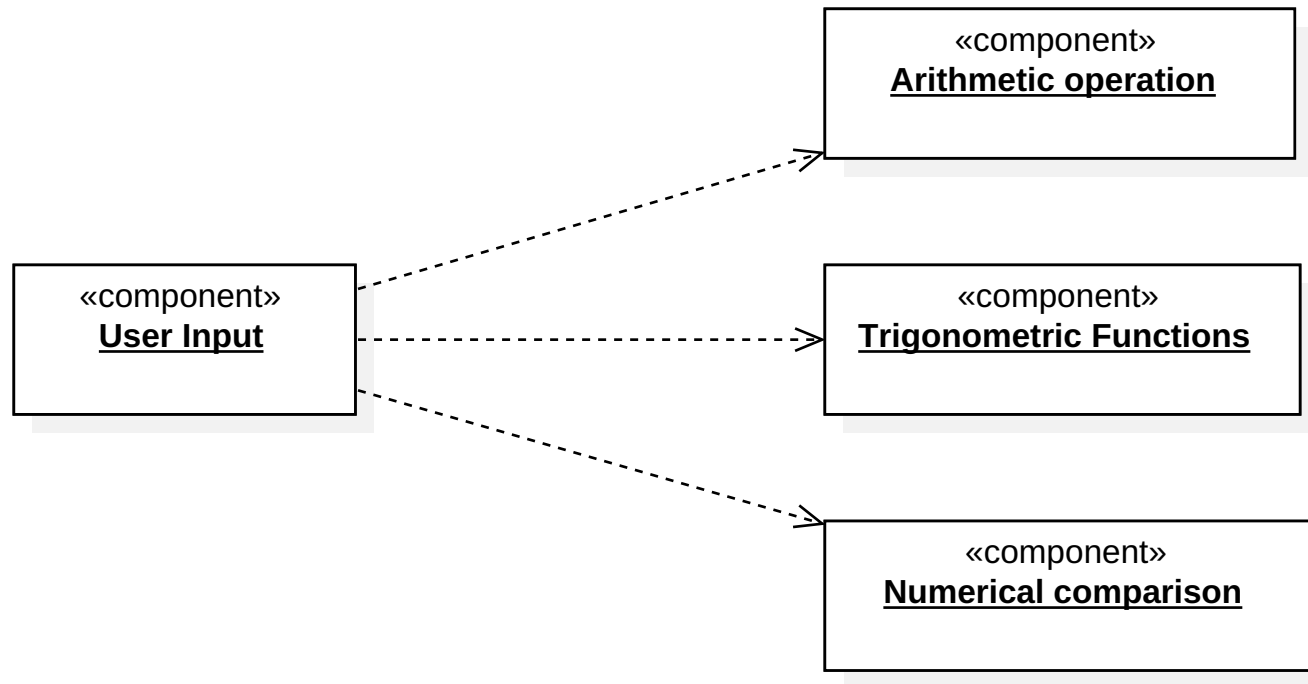 «component»
Arithmetic operation
«component»
User Input
«component»
Trigonometric Functions
«component»
Numerical comparison